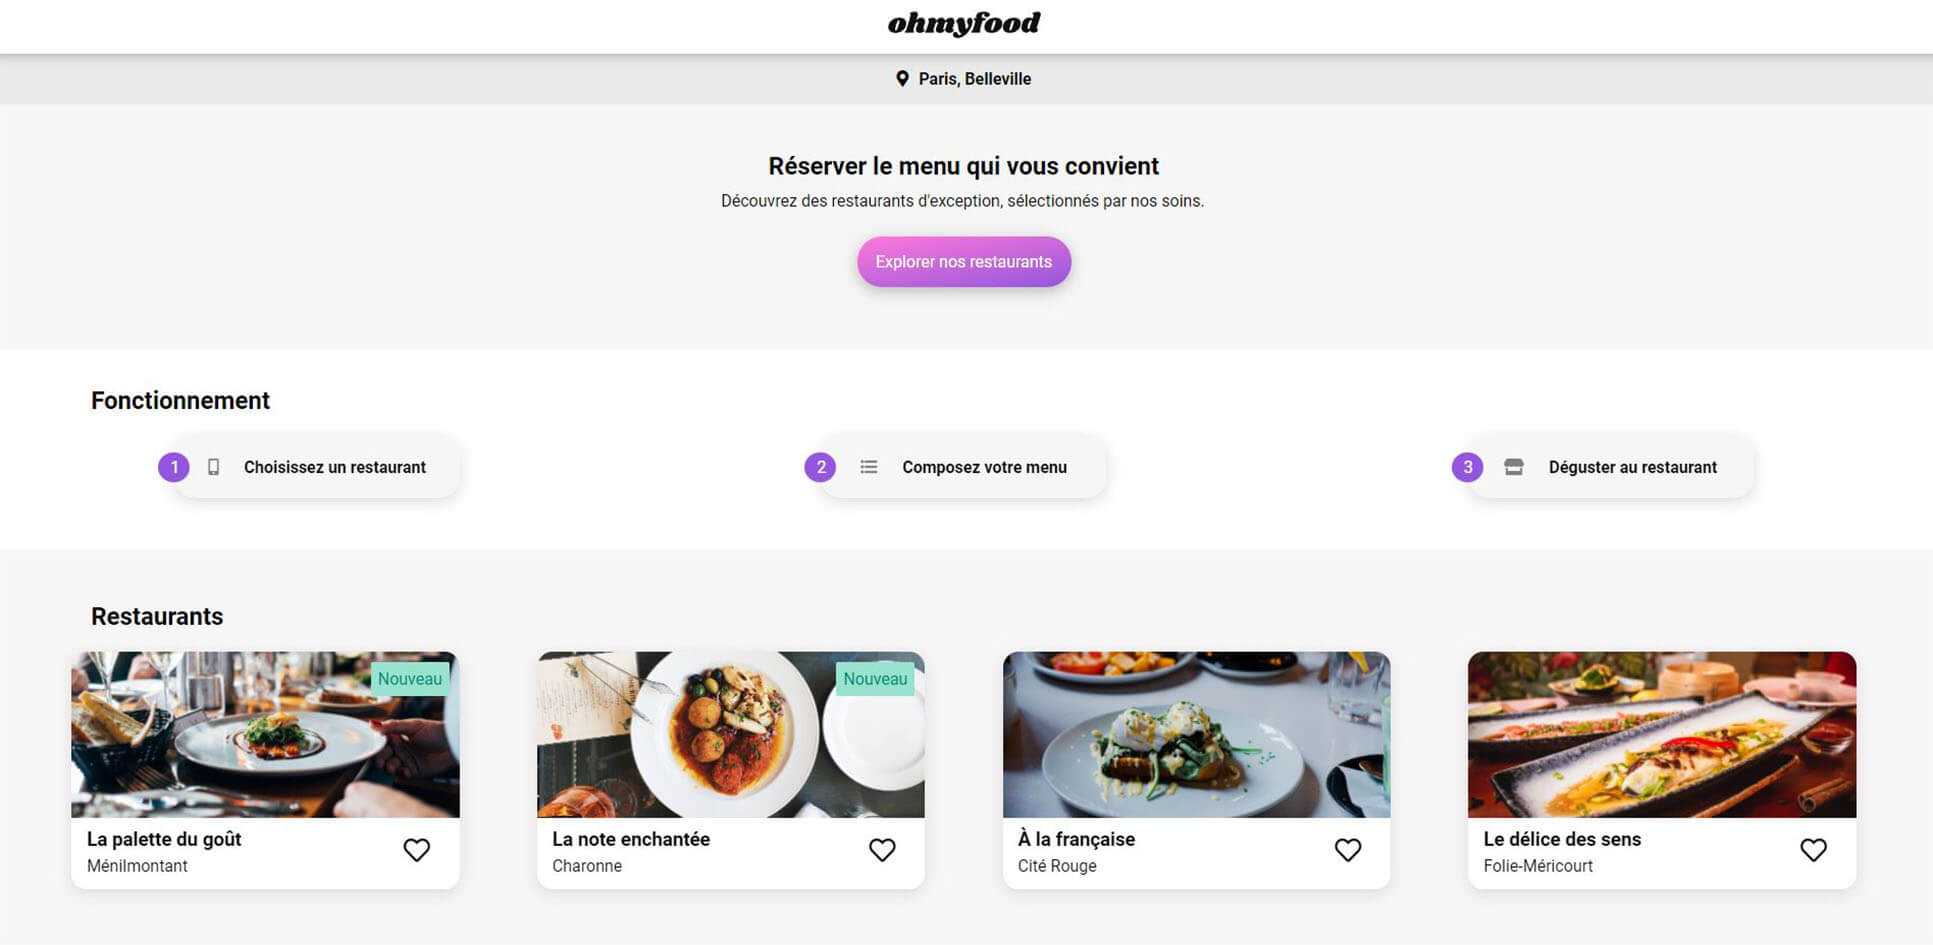 ohmyfood
Paris, Belleville
Réserver le menu qui vous convient
Découvrez des restaurants d'exception, sélectionnés par nos soins.
Explorer nos restaurants
Fonctionnement
1 Choisissez un restaurant
2 Composez votre menu
3 Déguster au restaurant
Restaurants
Nouveau
La palette du goût
Ménilmontant
Nouveau
La note enchantée
Charonne
À la française
Cité Rouge
Le délice des sens
Folie-Méricourt